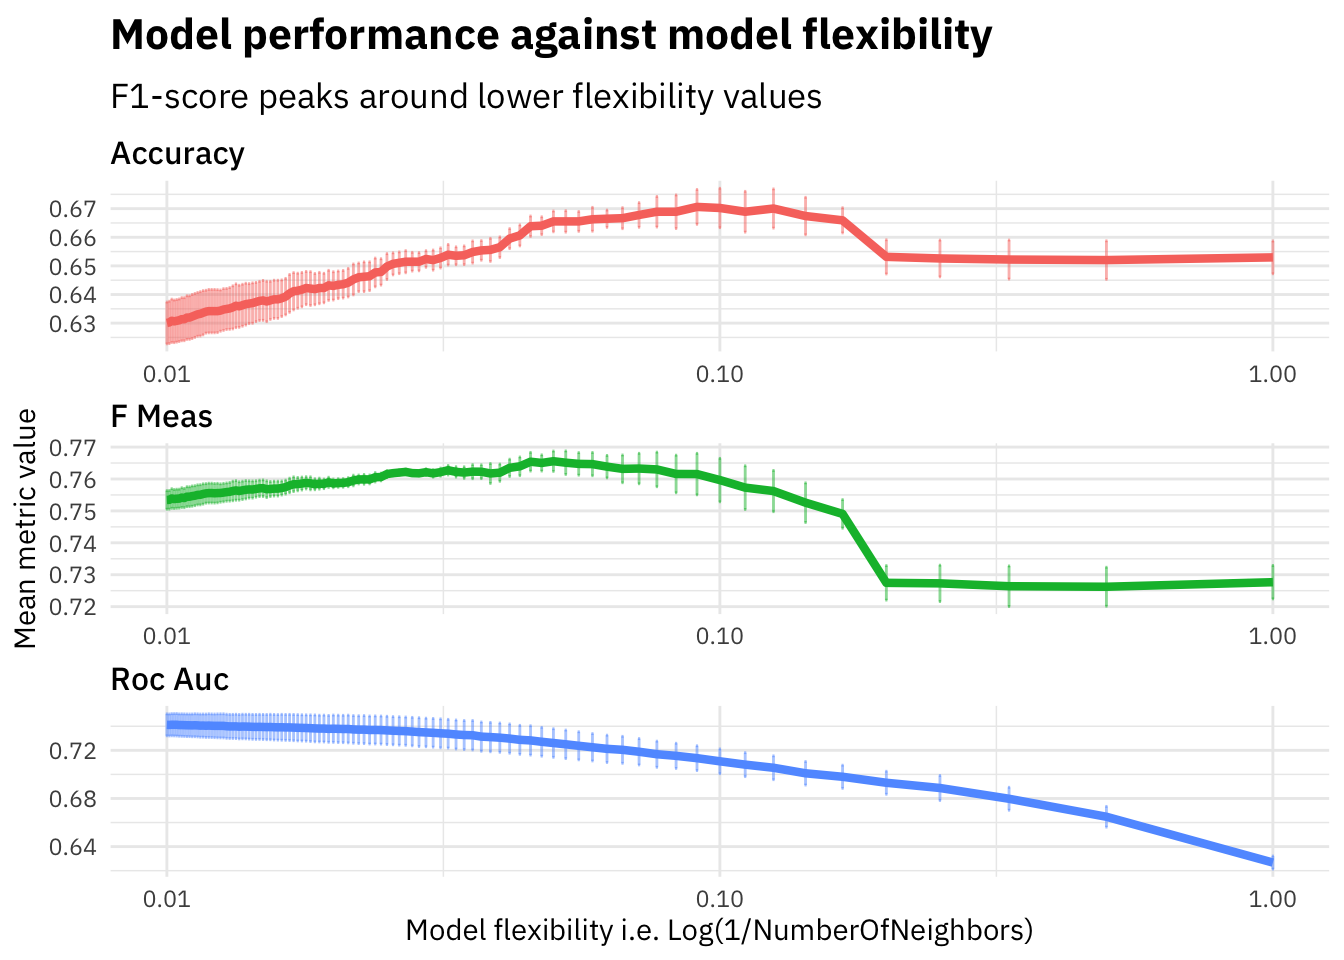 Model performance against model flexibility
F1-score peaks around lower flexibility values
Accuracy
0.67
0.66
0.65
0.64
0.63
0.01 0.10 1.00
F Meas
0.77
0.76
0.75
0.74
0.73
0.72
0.01 0.10 1.00
Mean metric value
Roc Auc
0.72
0.68
0.64
0.01 0.10 1.00
Model flexibility i.e. Log(1/NumberOfNeighbors)